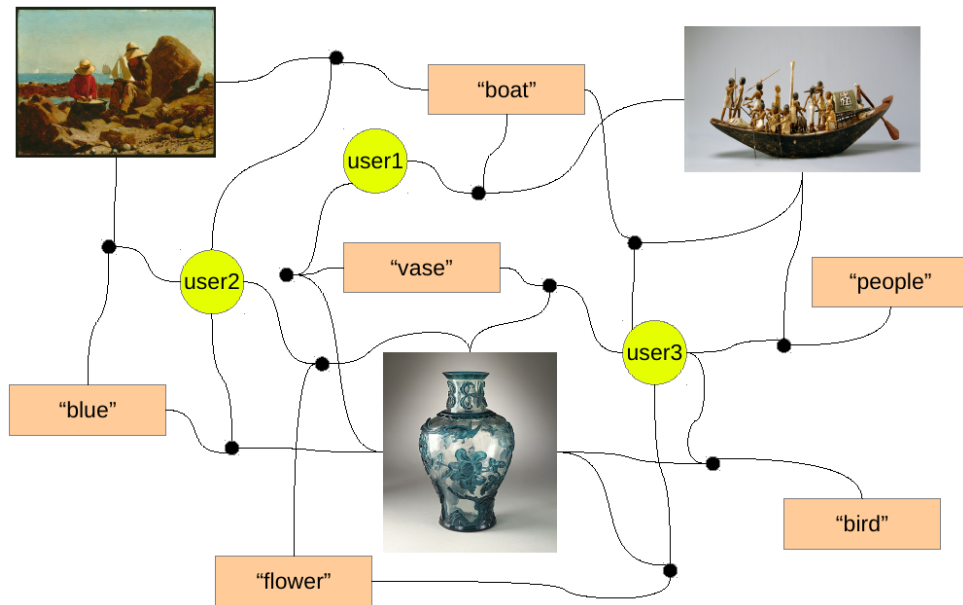 “boat”
user1
“vase”
user2
“people”
user3
“blue”
“bird”
“flower”